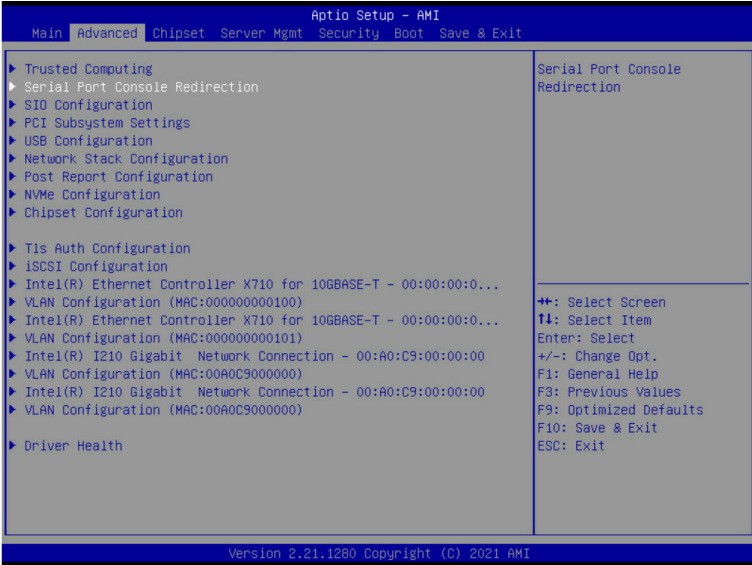 Aptio Setup - AMI
Main Advanced Chipset Server Mgmt Security Boot Save & Exit
Trusted Computing
Serial Port Console Redirection
SIO Configuration
PCI Subsystem Settings
USB Configuration
Network Stack Configuration
Post Report Configuration
NVMe Configuration
Chipset Configuration
Tls Auth Configuration
iSCSI Configuration
Intel(R) Ethernet Controller X710 for 10GBASE-T - 00:00:00:0...
VLAN Configuration (MAC:000000000100)
Intel(R) Ethernet Controller X710 for 10GBASE-T - 00:00:00:0...
VLAN Configuration (MAC:000000000101)
Intel(R) I210 Gigabit  Network Connection - 00:A0:C9:00:00:00
VLAN Configuration (MAC:00A0C9000000)
Intel(R) I210 Gigabit  Network Connection - 00:A0:C9:00:00:00
VLAN Configuration (MAC:00A0C9000000)
Driver Health
Serial Port Console
Redirection
→←: Select Screen
↑↓: Select Item
Enter: Select
+/-: Change Opt.
F1: General Help
F3: Previous Values
F9: Optimized Defaults
F10: Save & Exit
ESC: Exit
Version 2.21.1280 Copyright (C) 2021 AMI